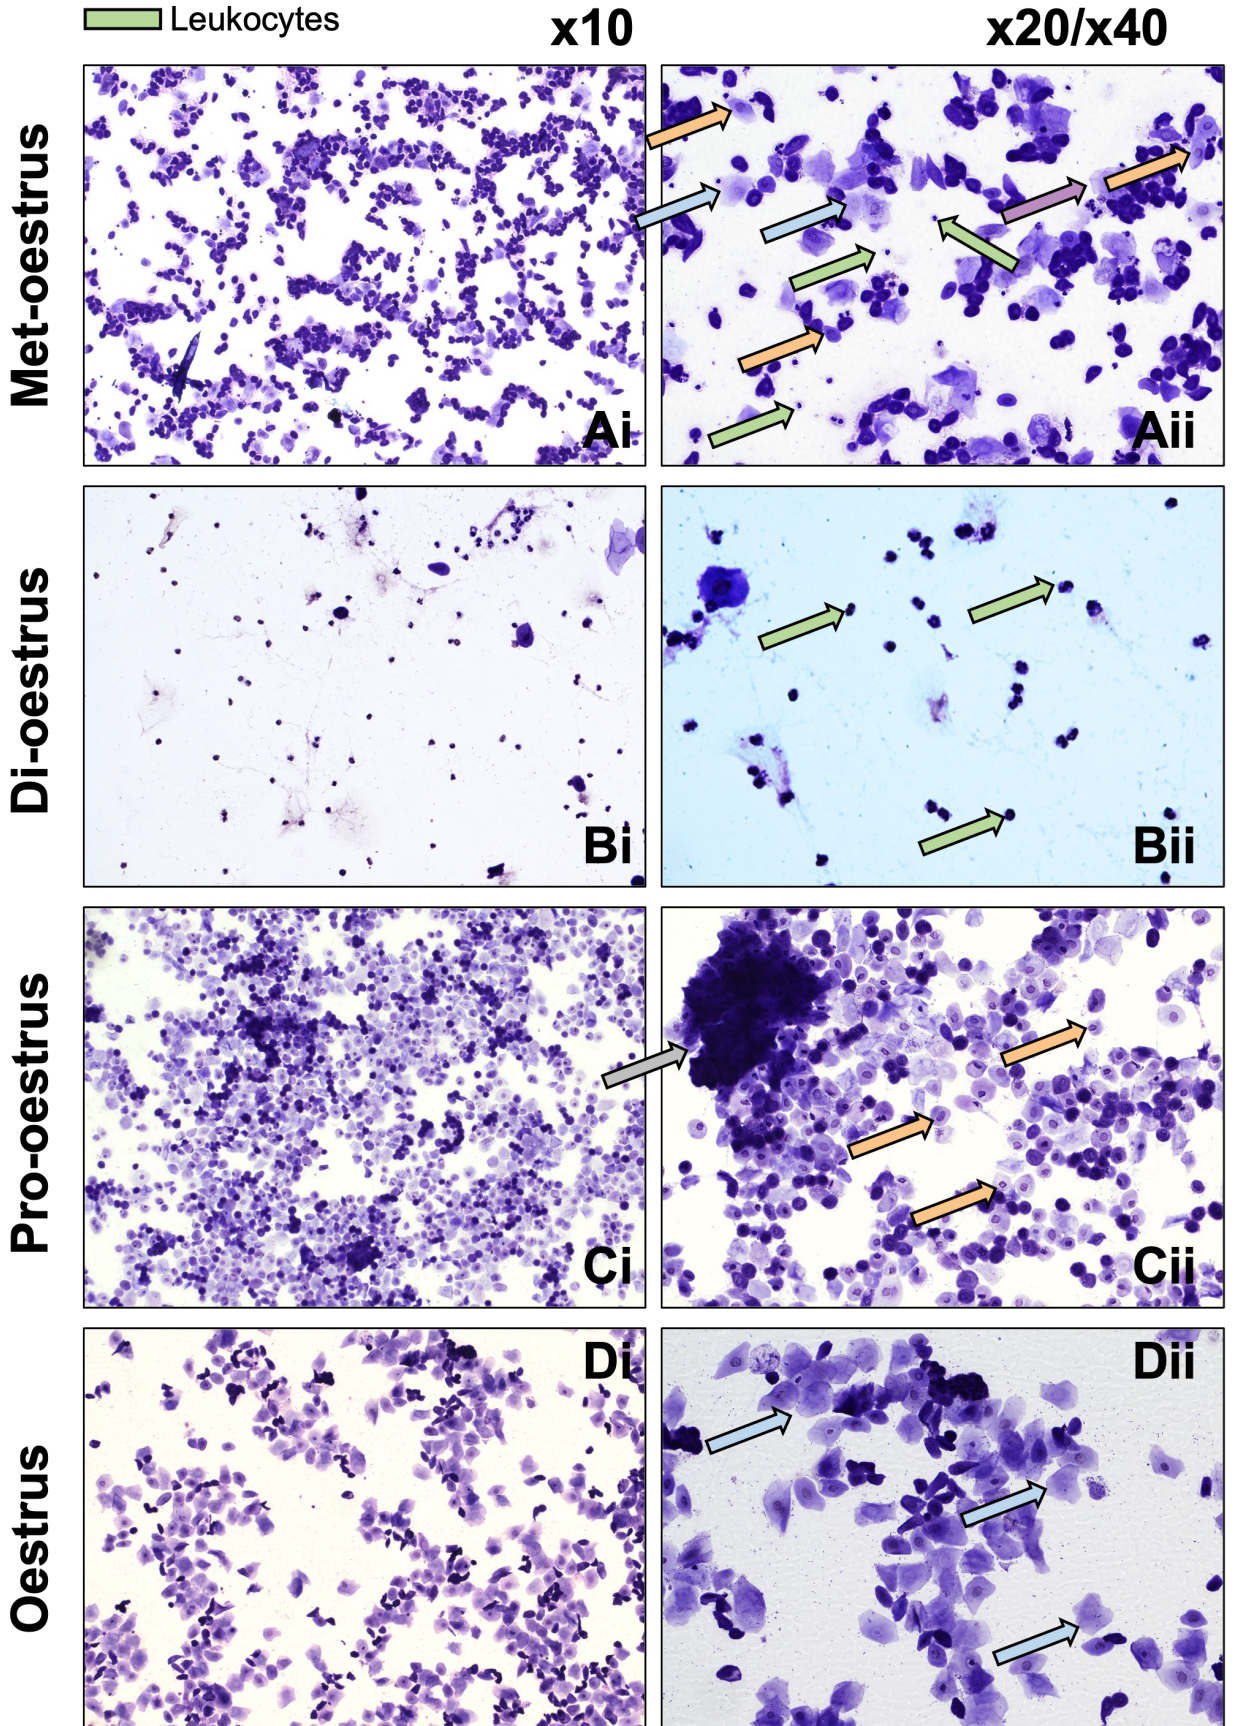 Leukocytes
x10
x20/x40
Met-oestrus
Ai
Aii
Di-oestrus
Bi
Bii
Pro-oestrus
Ci
Cii
Oestrus
Di
Dii